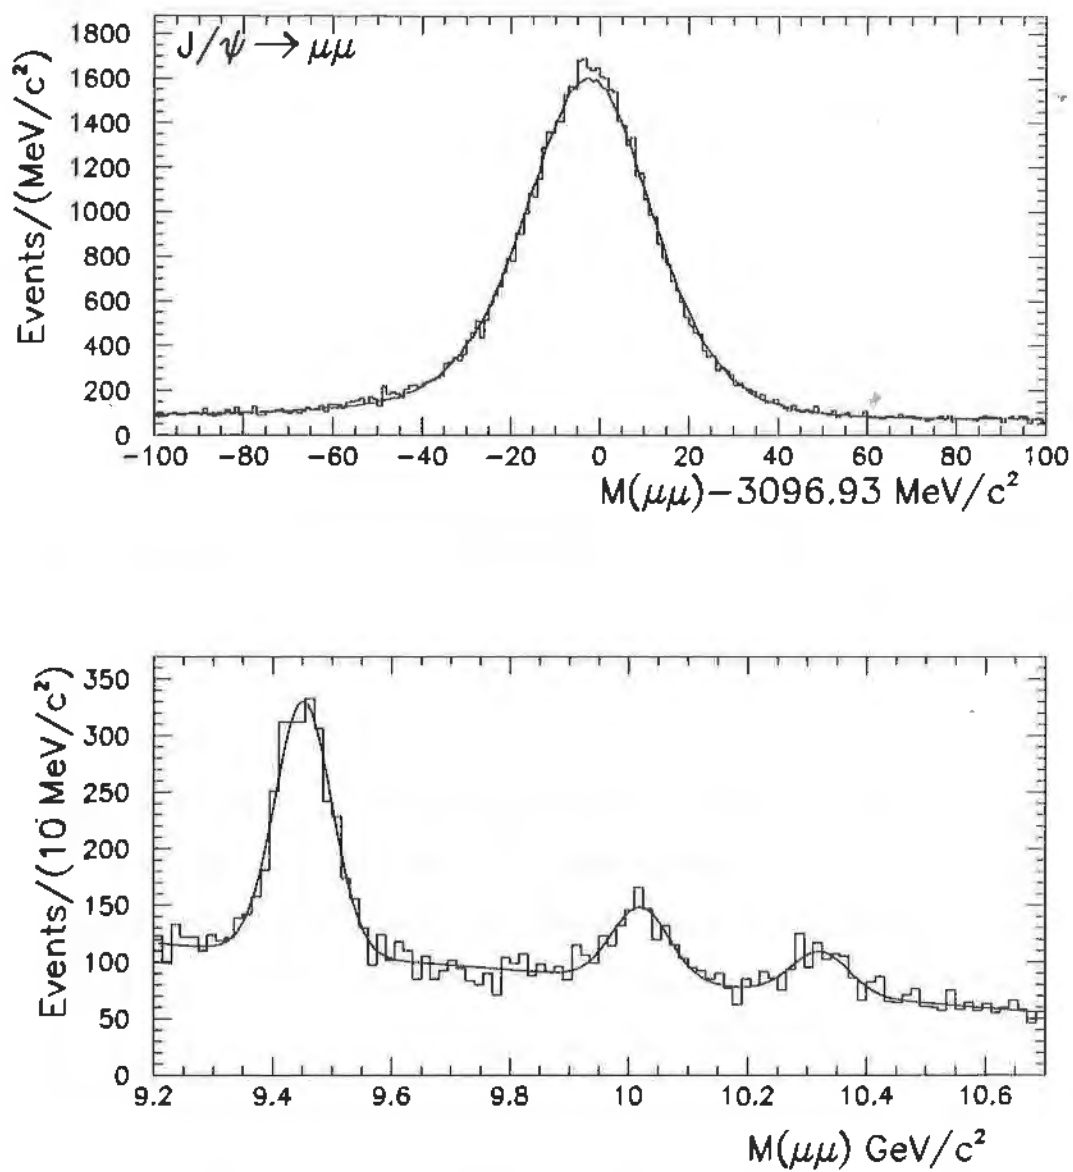 J/ψ → μμ
Events/(MeV/c²)
1800
1600
1400
1200
1000
800
600
400
200
0
-100 -80 -60 -40 -20 0 20 40 60 80 100
M(μμ)-3096.93 MeV/c²
Events/(10 MeV/c²)
350
300
250
200
150
100
50
0
9.2 9.4 9.6 9.8 10 10.2 10.4 10.6
M(μμ) GeV/c²